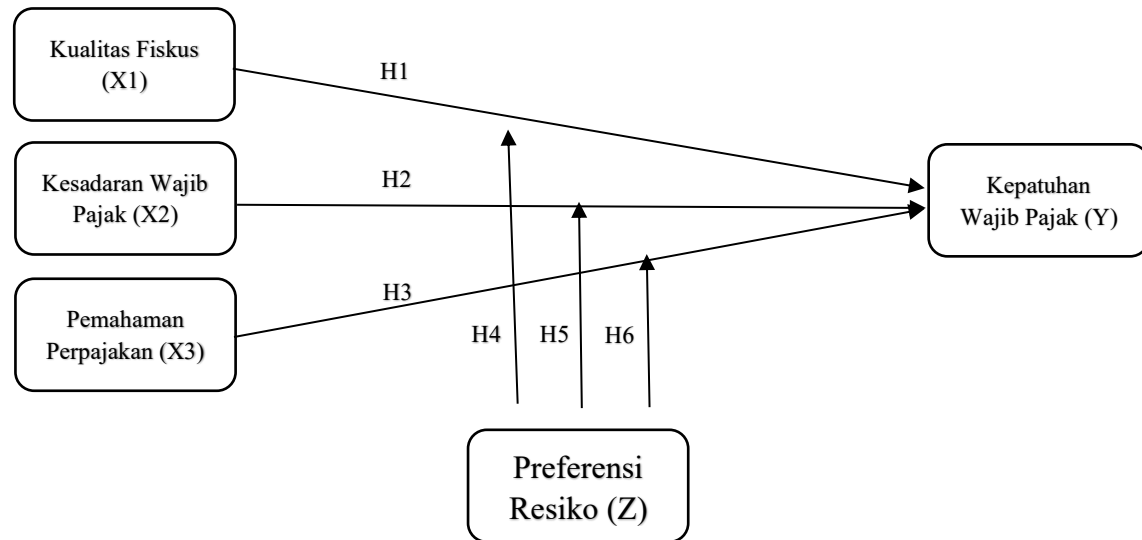 Kualitas Fiskus
(X1)
H1
Kesadaran Wajib
Pajak (X2)
H2
Kepatuhan
Wajib Pajak (Y)
Pemahaman
Perpajakan (X3)
H3
H4
H5
H6
Preferensi
Resiko (Z)